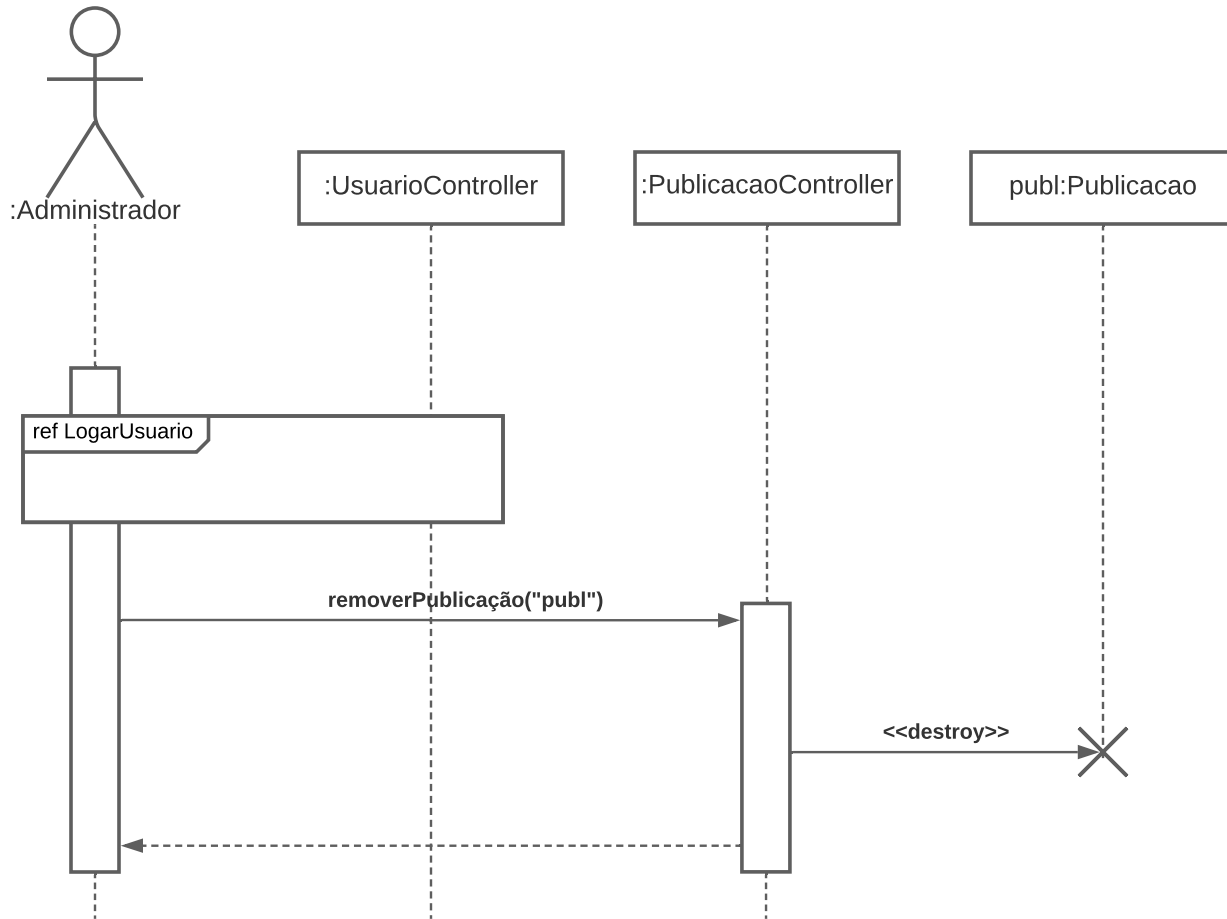 :Administrador
:UsuarioController
:PublicacaoController
publ:Publicacao
ref LogarUsuario
removerPublicação("publ")
<<destroy>>